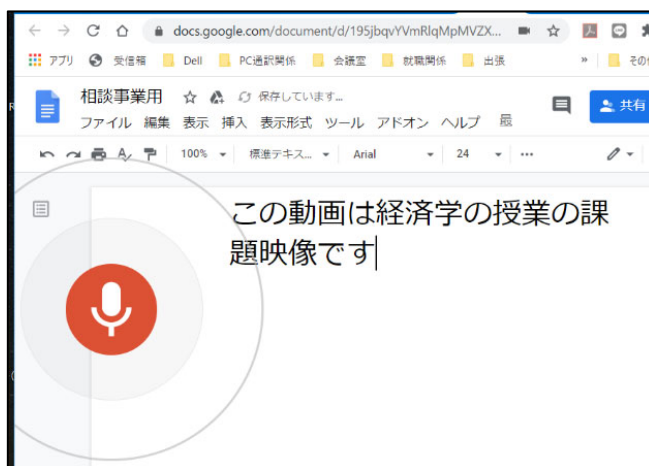 docs.google.com/document/d/195jbqvYVmRlqMpMVZX...
アプリ 受信箱 Dell PC通訳関係 会議室 就職関係 出張 » その
相談事業用 保存しています... 共有
ファイル 編集 表示 挿入 表示形式 ツール アドオン ヘルプ 最
100% 標準テキス... Arial 24 ...
この動画は経済学の授業の課
題映像です